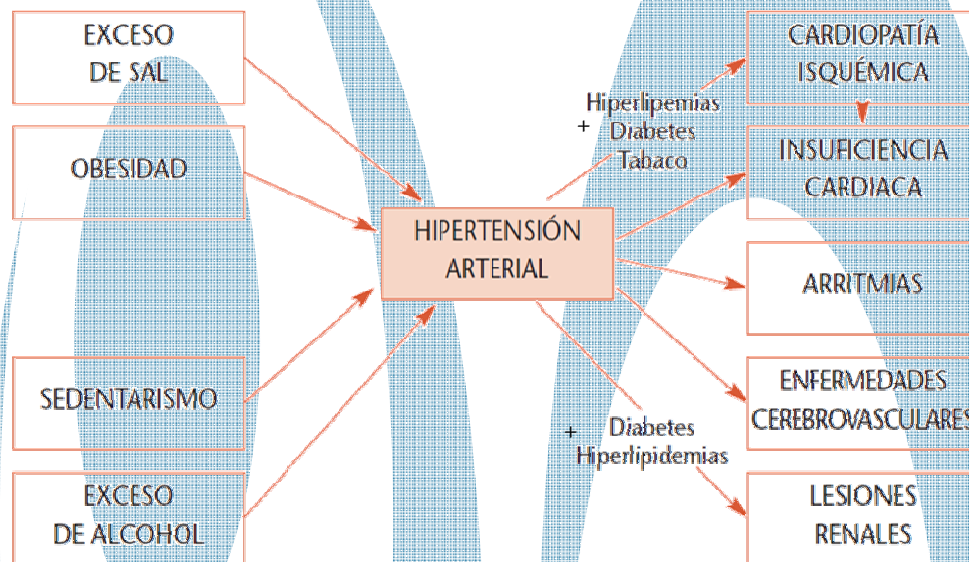 EXCESO
DE SAL
OBESIDAD
SEDENTARISMO
EXCESO
DE ALCOHOL
HIPERTENSIÓN
ARTERIAL
Hiperlipemias
+ Diabetes
Tabaco
+ Diabetes
Hiperlipidemias
CARDIOPATÍA
ISQUÉMICA
INSUFICIENCIA
CARDIACA
ARRITMIAS
ENFERMEDADES
CEREBROVASCULARES
LESIONES
RENALES